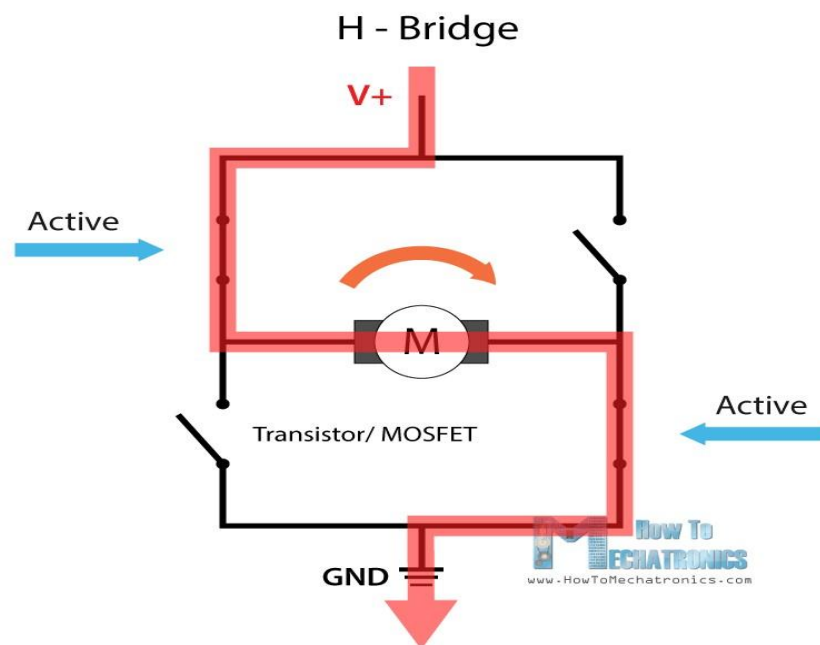 H - Bridge
V+
Active
M
Transistor/ MOSFET
Active
GND
How To
MECHATRONICS
www.HowToMechatronics.com